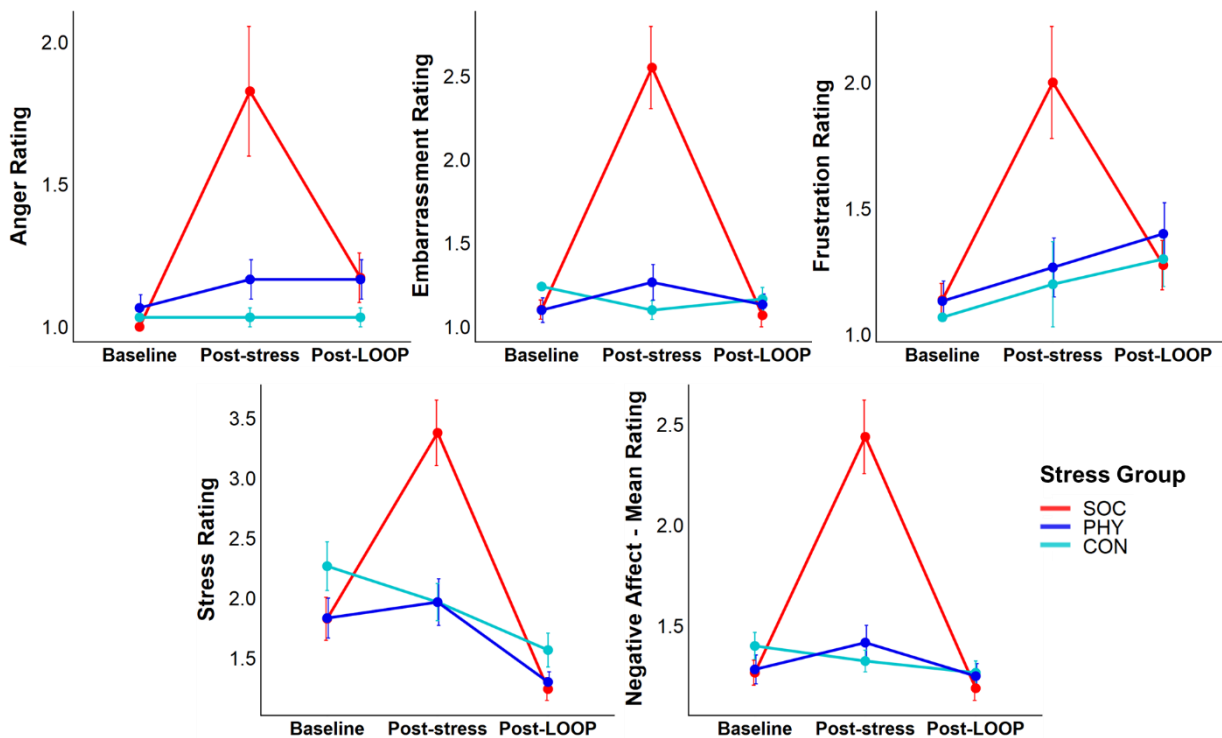 Anger Rating
2.0
1.5
1.0
Baseline Post-stress Post-LOOP
Embarrassment Rating
2.5
2.0
1.5
1.0
Baseline Post-stress Post-LOOP
Frustration Rating
2.0
1.5
1.0
Baseline Post-stress Post-LOOP
Stress Rating
3.5
3.0
2.5
2.0
1.5
Baseline Post-stress Post-LOOP
Negative Affect - Mean Rating
2.5
2.0
1.5
Baseline Post-stress Post-LOOP
Stress Group
SOC
PHY
CON